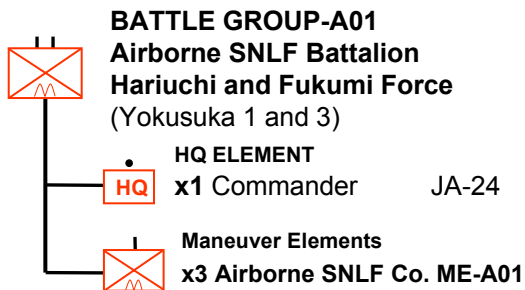 BATTLE GROUP-A01
Airborne SNLF Battalion
Hariuchi and Fukumi Force
(Yokusuka 1 and 3)
HQ ELEMENT
HQ x1 Commander JA-24
Maneuver Elements
x3 Airborne SNLF Co. ME-A01